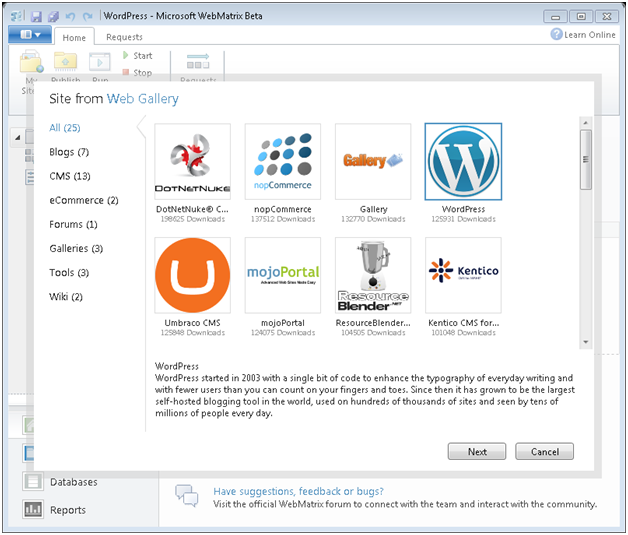 WordPress - Microsoft WebMatrix Beta
Home
Requests
Learn Online
My
Publish
Run
Start
Stop
Requests
Site from Web Gallery
All (25)
Blogs (7)
CMS (13)
eCommerce (2)
Forums (1)
Galleries (3)
Tools (3)
Wiki (2)
DOTNETNUKE
nopCommerce
Gallery
W
DotNetNuke® C...
nopCommerce
Gallery
WordPress
198625 Downloads
137512 Downloads
132770 Downloads
125931 Downloads
mojoPortal
Advanced Web Sites Made Easy
Resource
Blender.NET
Kentico
Umbraco CMS
mojoPortal
ResourceBlender...
Kentico CMS for...
125848 Downloads
124075 Downloads
104505 Downloads
101048 Downloads
WordPress
WordPress started in 2003 with a single bit of code to enhance the typography of everyday writing and
with fewer users than you can count on your fingers and toes. Since then it has grown to be the largest
self-hosted blogging tool in the world, used on hundreds of thousands of sites and seen by tens of
millions of people every day.
Next
Cancel
Databases
Reports
Have suggestions, feedback or bugs?
Visit the official WebMatrix forum to connect with the team and interact with the community.